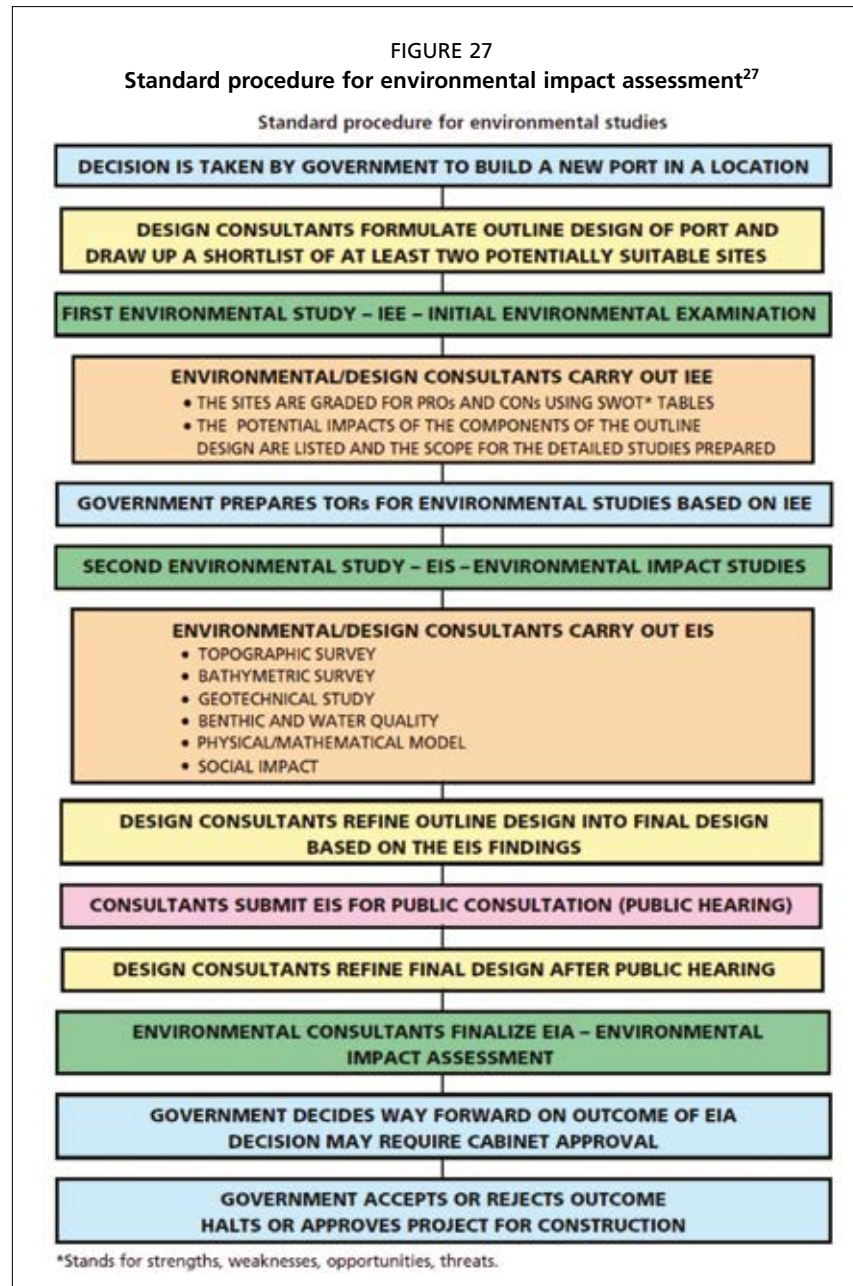 FIGURE 27
Standard procedure for environmental impact assessment27
Standard procedure for environmental studies
DECISION IS TAKEN BY GOVERNMENT TO BUILD A NEW PORT IN A LOCATION
DESIGN CONSULTANTS FORMULATE OUTLINE DESIGN OF PORT AND
DRAW UP A SHORTLIST OF AT LEAST TWO POTENTIALLY SUITABLE SITES
FIRST ENVIRONMENTAL STUDY – IEE – INITIAL ENVIRONMENTAL EXAMINATION
ENVIRONMENTAL/DESIGN CONSULTANTS CARRY OUT IEE
• THE SITES ARE GRADED FOR PROs AND CONs USING SWOT* TABLES
• THE POTENTIAL IMPACTS OF THE COMPONENTS OF THE OUTLINE
DESIGN ARE LISTED AND THE SCOPE FOR THE DETAILED STUDIES PREPARED
GOVERNMENT PREPARES TORs FOR ENVIRONMENTAL STUDIES BASED ON IEE
SECOND ENVIRONMENTAL STUDY – EIS – ENVIRONMENTAL IMPACT STUDIES
ENVIRONMENTAL/DESIGN CONSULTANTS CARRY OUT EIS
• TOPOGRAPHIC SURVEY
• BATHYMETRIC SURVEY
• GEOTECHNICAL STUDY
• BENTHIC AND WATER QUALITY
• PHYSICAL/MATHEMATICAL MODEL
• SOCIAL IMPACT
DESIGN CONSULTANTS REFINE OUTLINE DESIGN INTO FINAL DESIGN
BASED ON THE EIS FINDINGS
CONSULTANTS SUBMIT EIS FOR PUBLIC CONSULTATION (PUBLIC HEARING)
DESIGN CONSULTANTS REFINE FINAL DESIGN AFTER PUBLIC HEARING
ENVIRONMENTAL CONSULTANTS FINALIZE EIA – ENVIRONMENTAL
IMPACT ASSESSMENT
GOVERNMENT DECIDES WAY FORWARD ON OUTCOME OF EIA
DECISION MAY REQUIRE CABINET APPROVAL
GOVERNMENT ACCEPTS OR REJECTS OUTCOME
HALTS OR APPROVES PROJECT FOR CONSTRUCTION
*Stands for strengths, weaknesses, opportunities, threats.